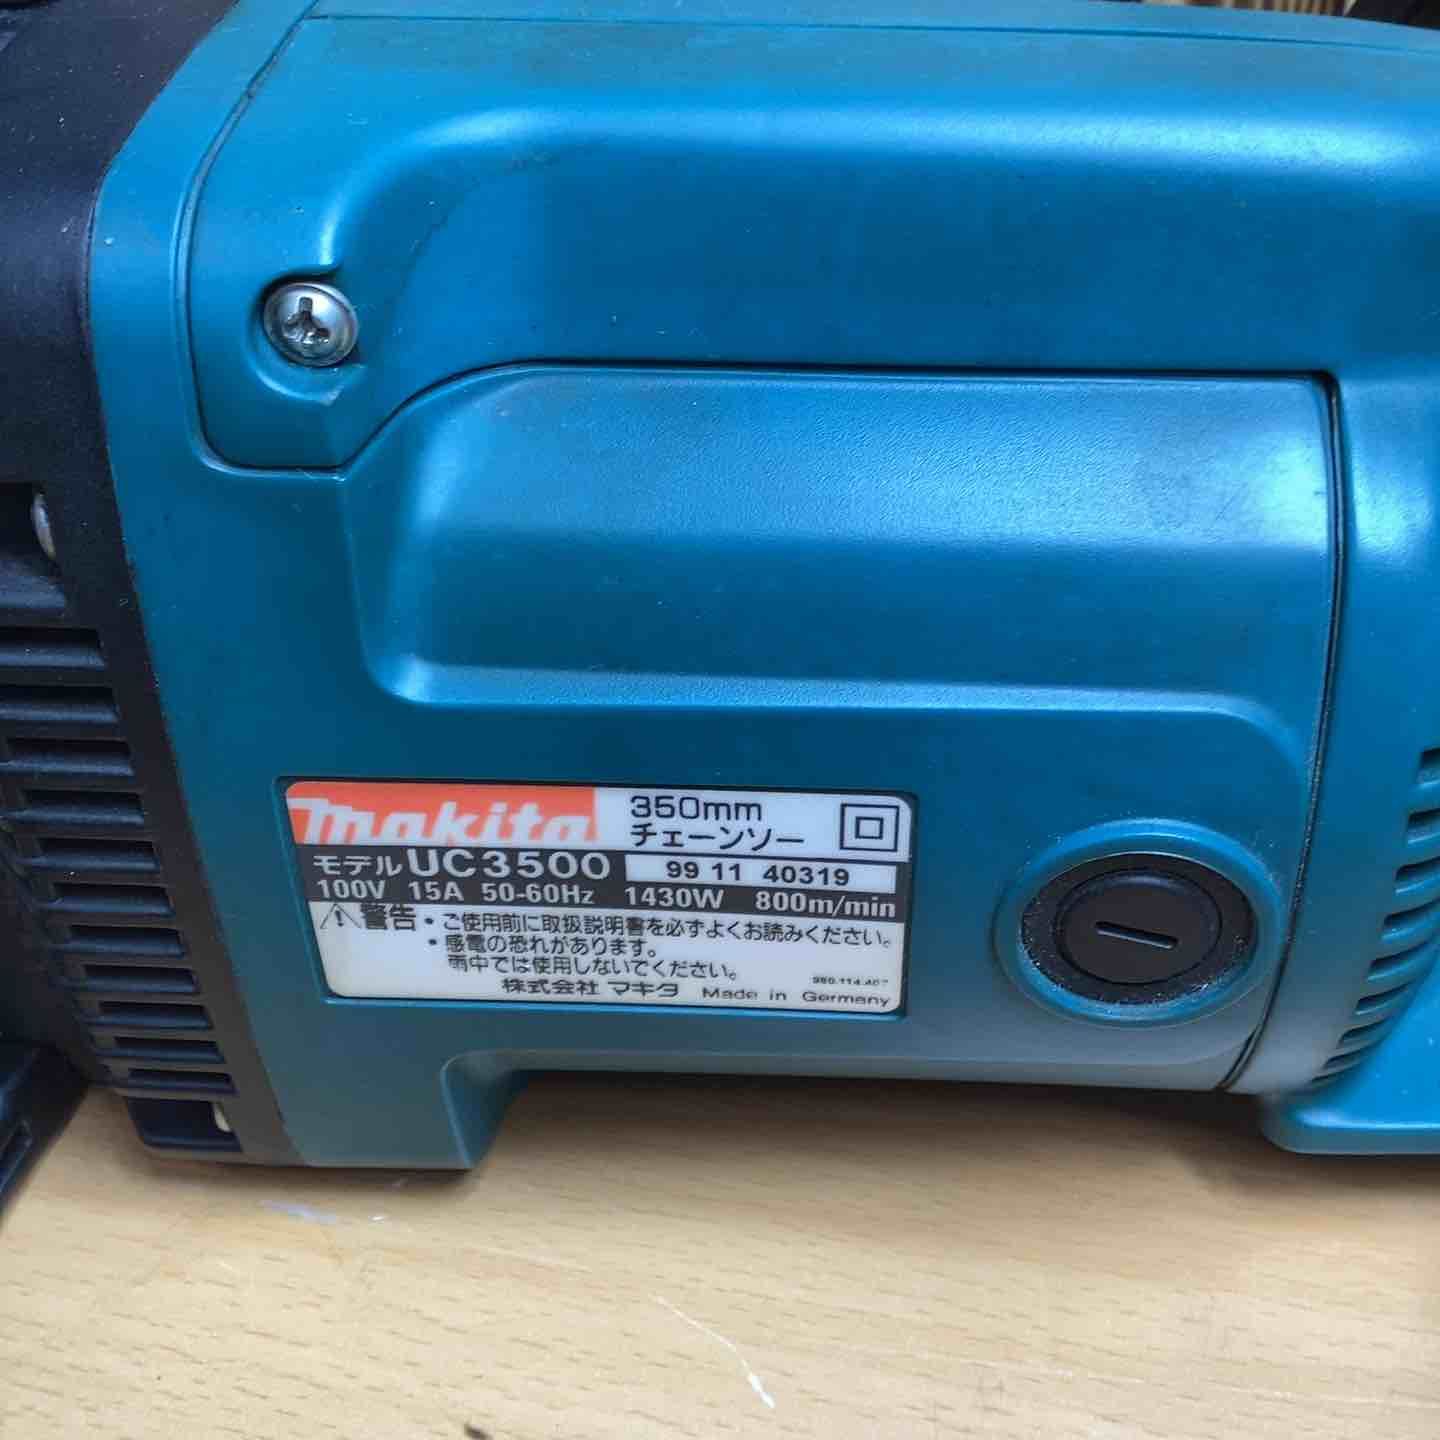 makita 350mm
チェーンソー
モデル UC3500 99 11 40319
100V 15A 50-60Hz 1430W 800m/min
警告・ご使用前に取扱説明書を必ずよくお読みください。
・感電の恐れがあります。
雨中では使用しないでください。
株式会社 マキタ Made in Germany